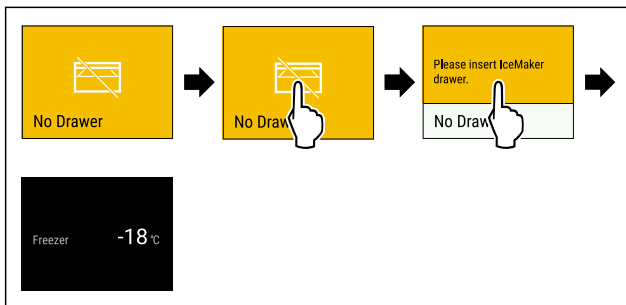 No Drawer
No Draw
Please insert IceMaker
drawer.
No Draw
Freezer -18 °C